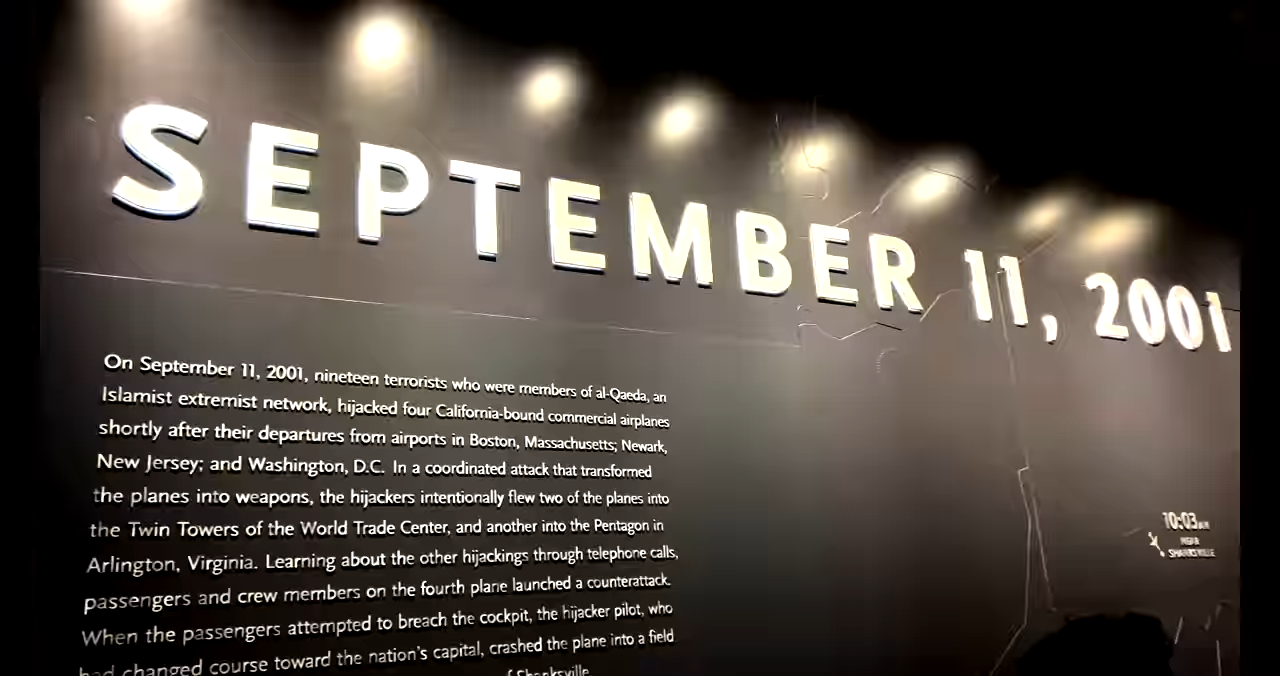 SEPTEMBER 11, 2001
On September 11, 2001, nineteen terrorists who were members of al-Qaeda, an
Islamist extremist network, hijacked four California-bound commercial airplanes
shortly after their departures from airports in Boston, Massachusetts; Newark,
New Jersey; and Washington, D.C. In a coordinated attack that transformed
the planes into weapons, the hijackers intentionally flew two of the planes into
the Twin Towers of the World Trade Center, and another into the Pentagon in
Arlington, Virginia. Learning about the other hijackings through telephone calls,
passengers and crew members on the fourth plane launched a counterattack.
When the passengers attempted to breach the cockpit, the hijacker pilot, who
had changed course toward the nation's capital, crashed the plane into a field
Shanksville
10:03 AM
NEAR
SHANKSVILLE